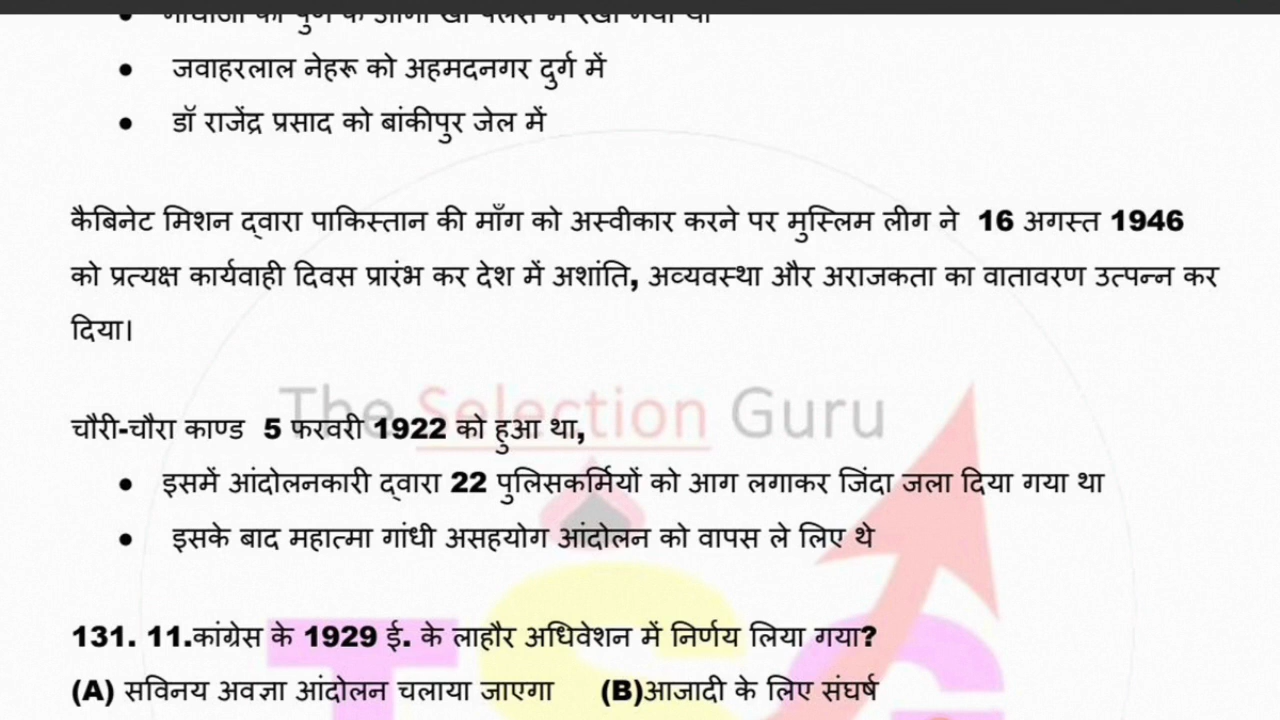 ● जवाहरलाल नेहरू को अहमदनगर दुर्ग में
● डॉ राजेंद्र प्रसाद को बांकीपुर जेल में
कैबिनेट मिशन द्वारा पाकिस्तान की माँग को अस्वीकार करने पर मुस्लिम लीग ने 16 अगस्त 1946
को प्रत्यक्ष कार्यवाही दिवस प्रारंभ कर देश में अशांति, अव्यवस्था और अराजकता का वातावरण उत्पन्न कर
दिया।
The Selection Guru
चौरी-चौरा काण्ड 5 फरवरी 1922 को हुआ था,
● इसमें आंदोलनकारी द्वारा 22 पुलिसकर्मियों को आग लगाकर जिंदा जला दिया गया था
● इसके बाद महात्मा गांधी असहयोग आंदोलन को वापस ले लिए थे
131. 11.कांग्रेस के 1929 ई. के लाहौर अधिवेशन में निर्णय लिया गया?
(A) सविनय अवज्ञा आंदोलन चलाया जाएगा (B)आजादी के लिए संघर्ष
TSG